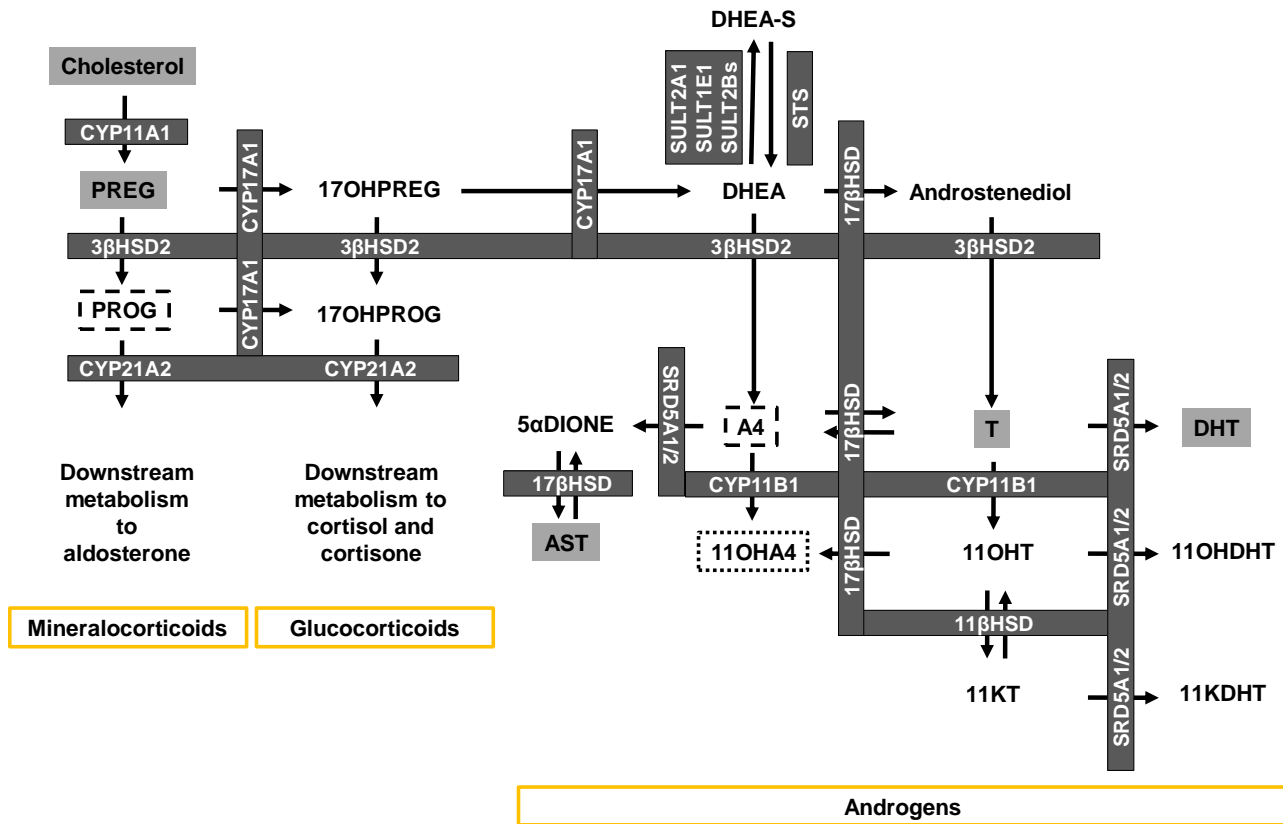 DHEA-S
Cholesterol
SULT2A1
SULT1E1
SULT2Bs
STS
CYP11A1
CYP17A1
CYP17A1
17βHSD
PREG
17OHPREG
DHEA
Androstenediol
3βHSD2
3βHSD2
3βHSD2
3βHSD2
CYP17A1
PROG
17OHPROG
CYP21A2
CYP21A2
SRD5A1/2
17βHSD
SRD5A1/2
5αDIONE
A4
T
DHT
Downstream
metabolism
to
aldosterone
Downstream
metabolism to
cortisol and
cortisone
17βHSD
CYP11B1
CYP11B1
AST
11OHA4
17βHSD
11OHT
SRD5A1/2
11OHDHT
Mineralocorticoids
Glucocorticoids
11βHSD
11KT
SRD5A1/2
11KDHT
Androgens